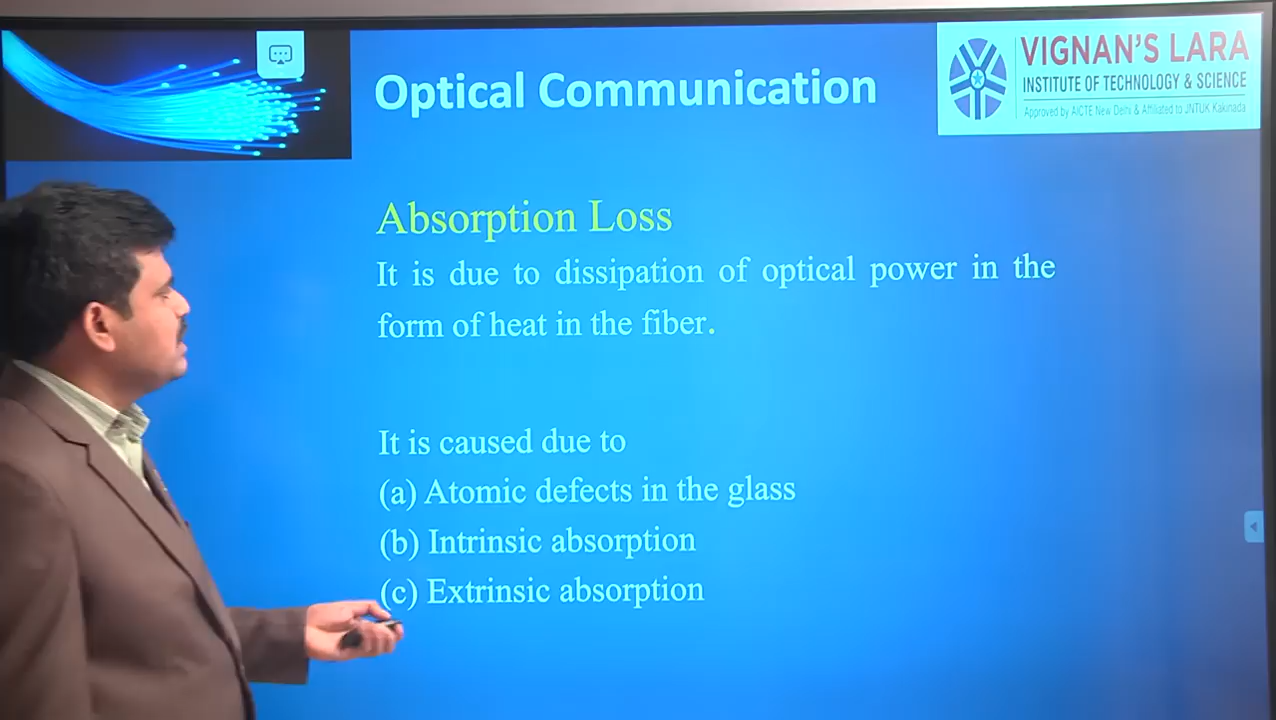 Optical Communication
VIGNAN'S LARA
INSTITUTE OF TECHNOLOGY & SCIENCE
Approved by AICTE New Delhi & Affiliated to JNTUK Kakinada
Absorption Loss
It is due to dissipation of optical power in the
form of heat in the fiber.
It is caused due to
(a) Atomic defects in the glass
(b) Intrinsic absorption
(c) Extrinsic absorption